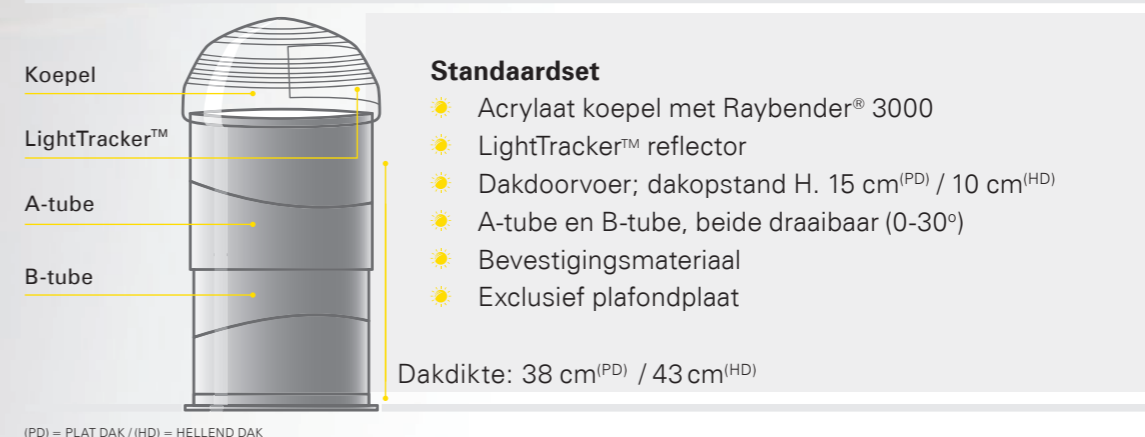 Koepel
LightTracker™
A-tube
B-tube
Standaardset
Acrylaat koepel met Raybender® 3000
LightTracker™ reflector
Dakdoorvoer; dakopstand H. 15 cm(PD) / 10 cm(HD)
A-tube en B-tube, beide draaibaar (0-30°)
Bevestigingsmateriaal
Exclusief plafondplaat
Dakdikte: 38 cm(PD) / 43 cm(HD)
(PD) = PLAT DAK / (HD) = HELLEND DAK